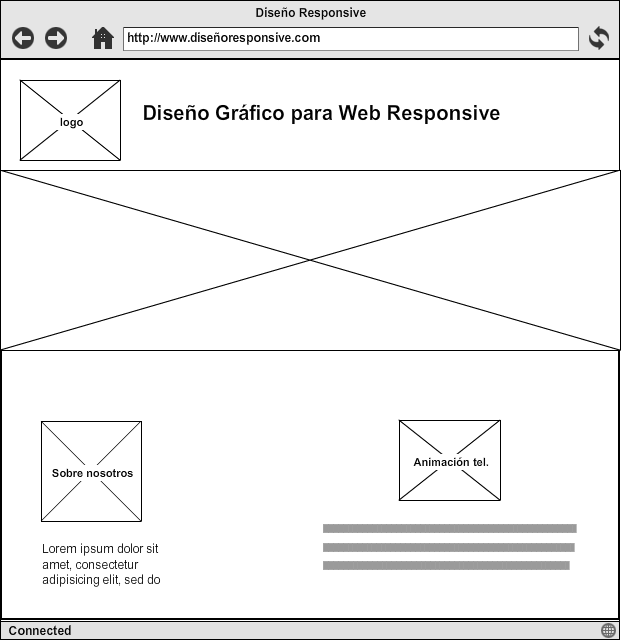 Diseño Responsive
http://www.diseñoresponsive.com
logo
Diseño Gráfico para Web Responsive
Sobre nosotros
Animación tel.
Lorem ipsum dolor sit
amet, consectetur
adipisicing elit, sed do
Connected